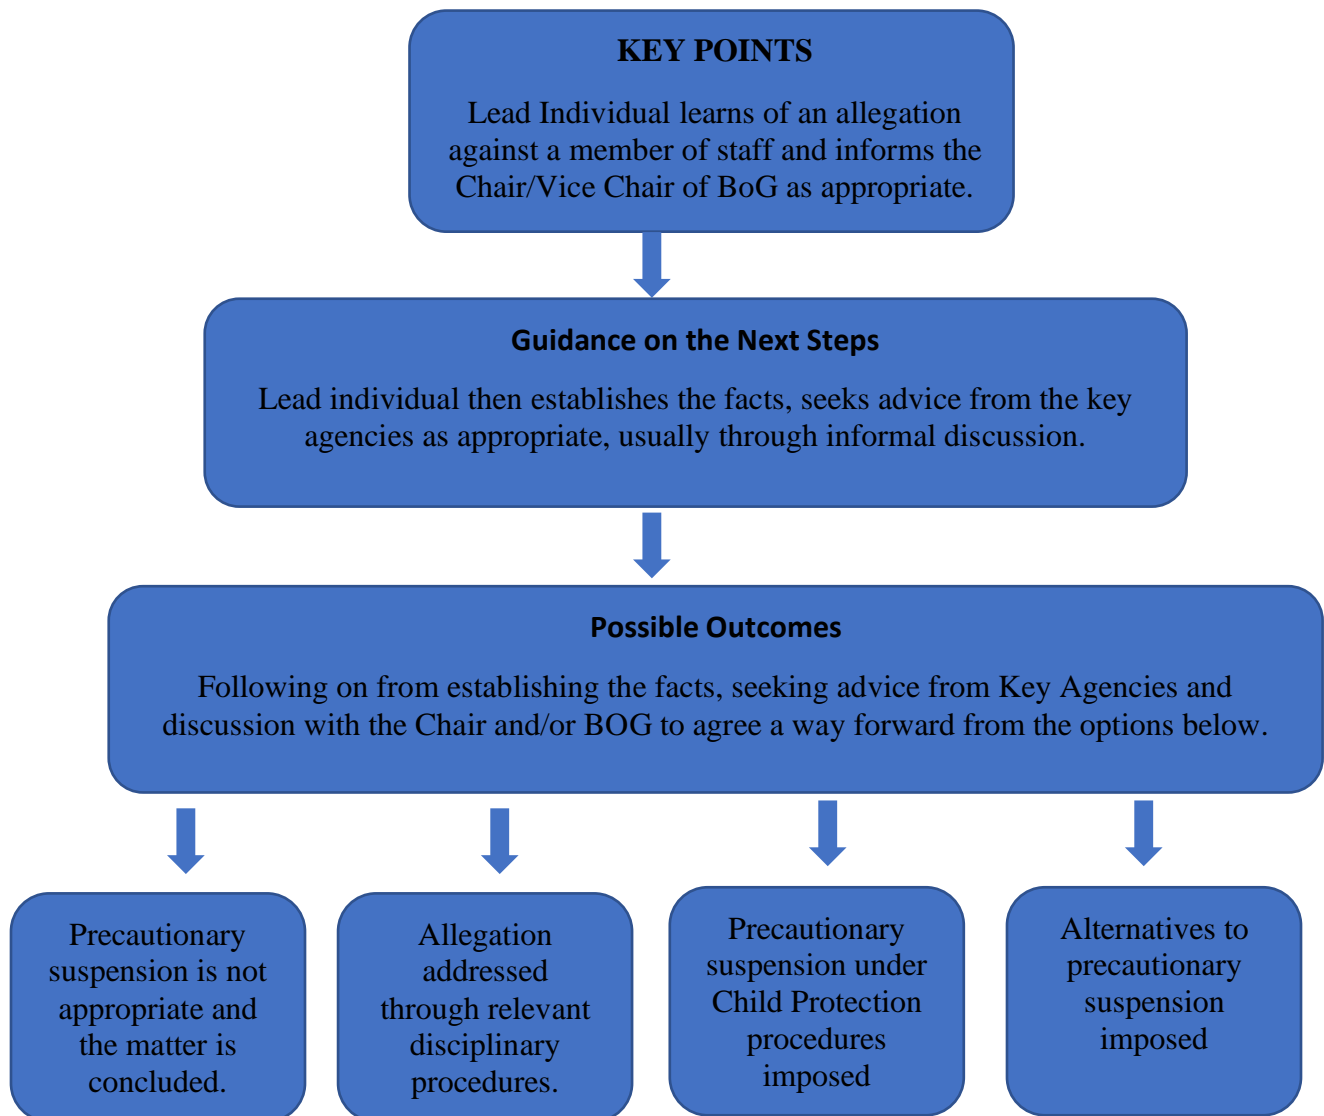 KEY POINTS
Lead Individual learns of an allegation
against a member of staff and informs the
Chair/Vice Chair of BoG as appropriate.
Guidance on the Next Steps
Lead individual then establishes the facts, seeks advice from the key
agencies as appropriate, usually through informal discussion.
Possible Outcomes
Following on from establishing the facts, seeking advice from Key Agencies and
discussion with the Chair and/or BOG to agree a way forward from the options below.
Precautionary
suspension is not
appropriate and
the matter is
concluded.
Allegation
addressed
through relevant
disciplinary
procedures.
Precautionary
suspension under
Child Protection
procedures
imposed
Alternatives to
precautionary
suspension
imposed